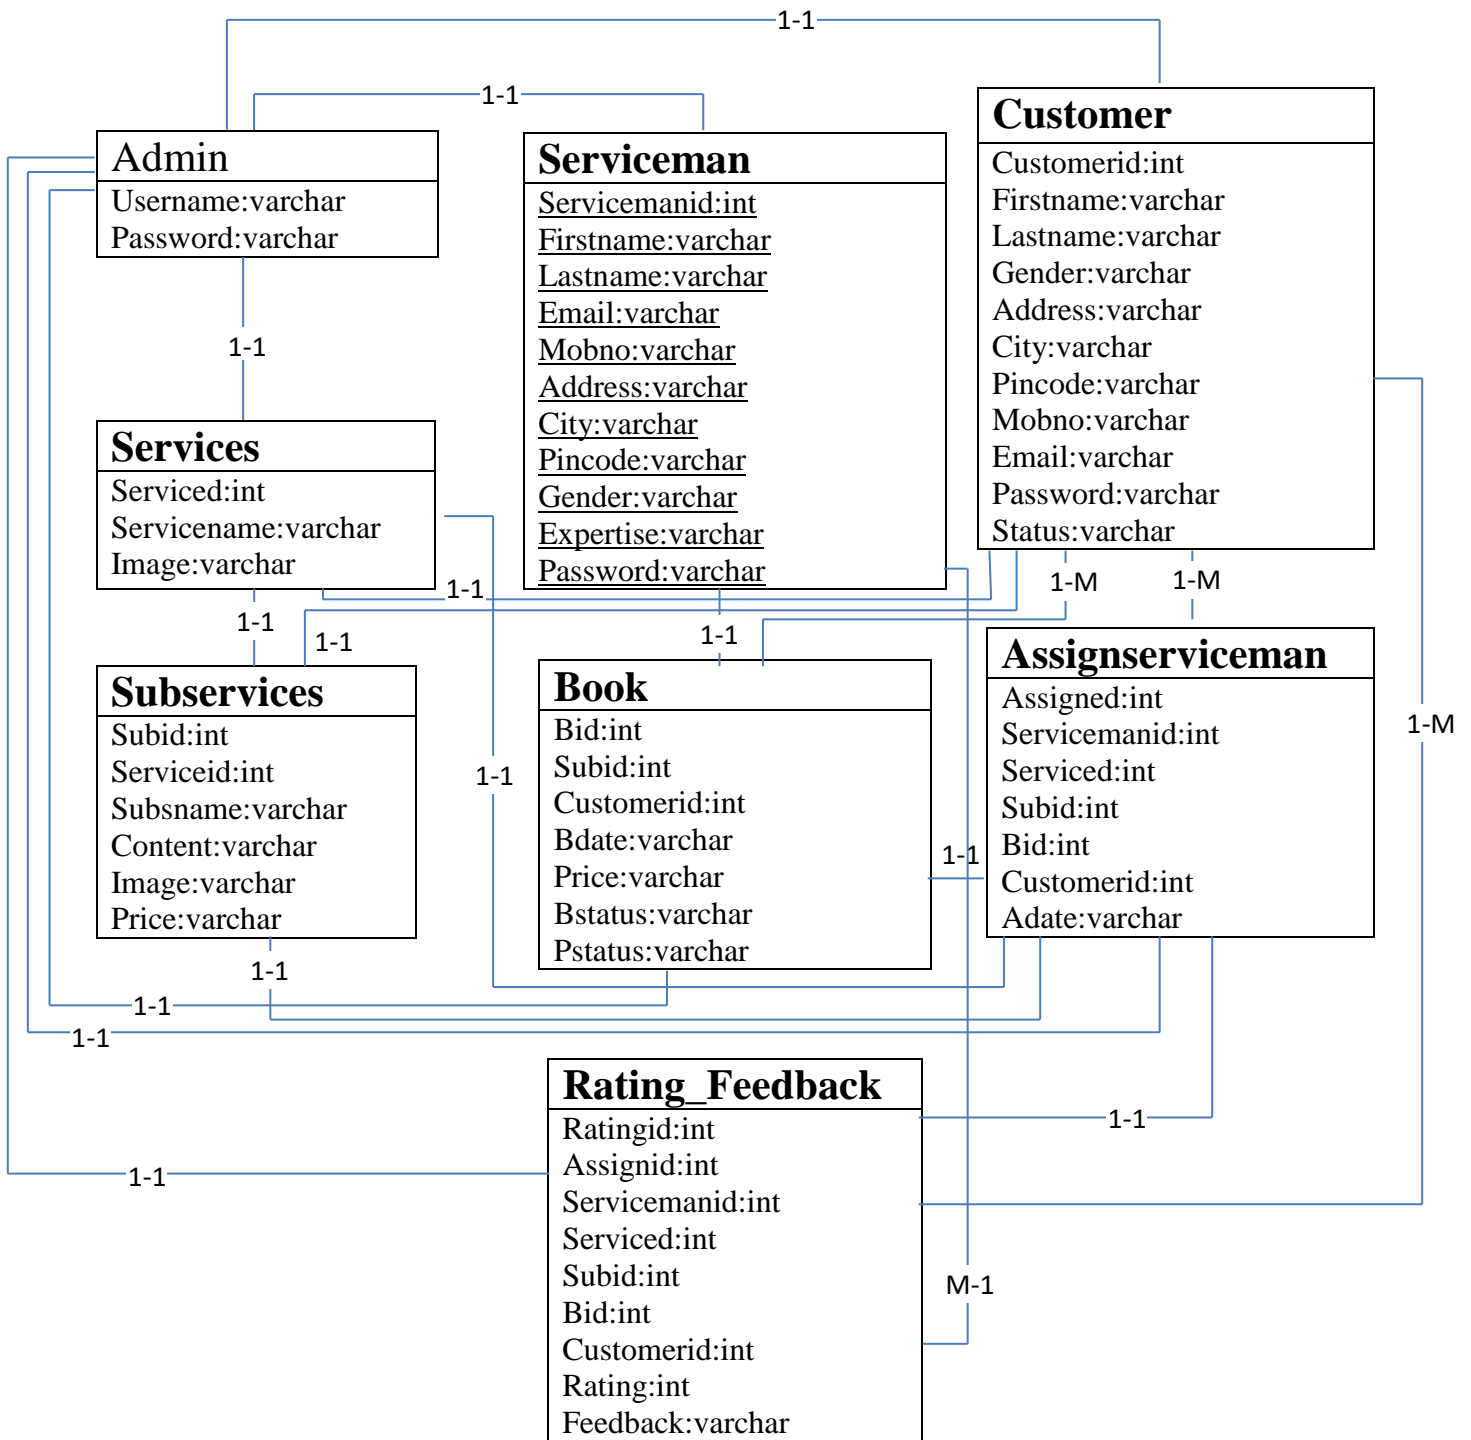 1-1
1-1
Admin
Username:varchar
Password:varchar
Serviceman
Servicemanid:int
Firstname:varchar
Lastname:varchar
Email:varchar
Mobno:varchar
Address:varchar
City:varchar
Pincode:varchar
Gender:varchar
Expertise:varchar
Password:varchar
Customer
Customerid:int
Firstname:varchar
Lastname:varchar
Gender:varchar
Address:varchar
City:varchar
Pincode:varchar
Mobno:varchar
Email:varchar
Password:varchar
Status:varchar
1-1
Services
Serviced:int
Servicename:varchar
Image:varchar
1-1
1-M
1-M
1-1
1-1
1-1
Subservices
Subid:int
Serviceid:int
Subsname:varchar
Content:varchar
Image:varchar
Price:varchar
1-1
Book
Bid:int
Subid:int
Customerid:int
Bdate:varchar
Price:varchar
Bstatus:varchar
Pstatus:varchar
1-1
Assignserviceman
Assigned:int
Servicemanid:int
Serviced:int
Subid:int
Bid:int
Customerid:int
Adate:varchar
1-M
1-1
1-1
1-1
Rating_Feedback
Ratingid:int
Assignid:int
Servicemanid:int
Serviced:int
Subid:int
Bid:int
Customerid:int
Rating:int
Feedback:varchar
1-1
1-1
M-1